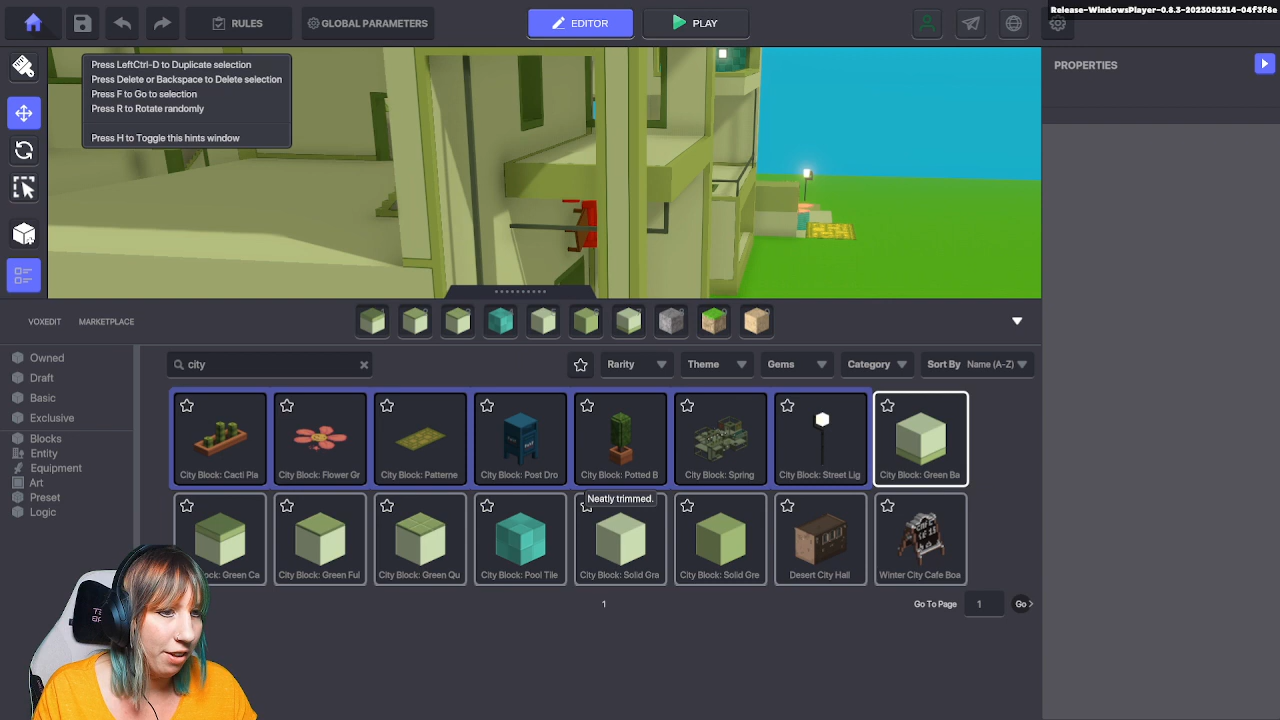 RULES
GLOBAL PARAMETERS
EDITOR
PLAY
Release-WindowsPlayer-0.8.3-2023052314-04f3f8c
Press LeftCtrl-D to Duplicate selection
Press Delete or Backspace to Delete selection
Press F to Go to selection
Press R to Rotate randomly
Press H to Toggle this hints window
PROPERTIES
VOXEDIT
MARKETPLACE
Owned
Draft
Basic
Exclusive
Blocks
Entity
Equipment
Art
Preset
Logic
city
Rarity
Theme
Gems
Category
Sort By Name (A-Z)
City Block: Cacti Pla
City Block: Flower Gr
City Block: Patterne
City Block: Post Dro
City Block: Potted B
City Block: Spring
City Block: Street Lig
City Block: Green Ba
Neatly trimmed.
Block: Green Ca
City Block: Green Ful
City Block: Green Qu
City Block: Pool Tile
City Block: Solid Gra
City Block: Solid Gre
Desert City Hall
Winter City Cafe Boa
1
Go To Page 1 Go